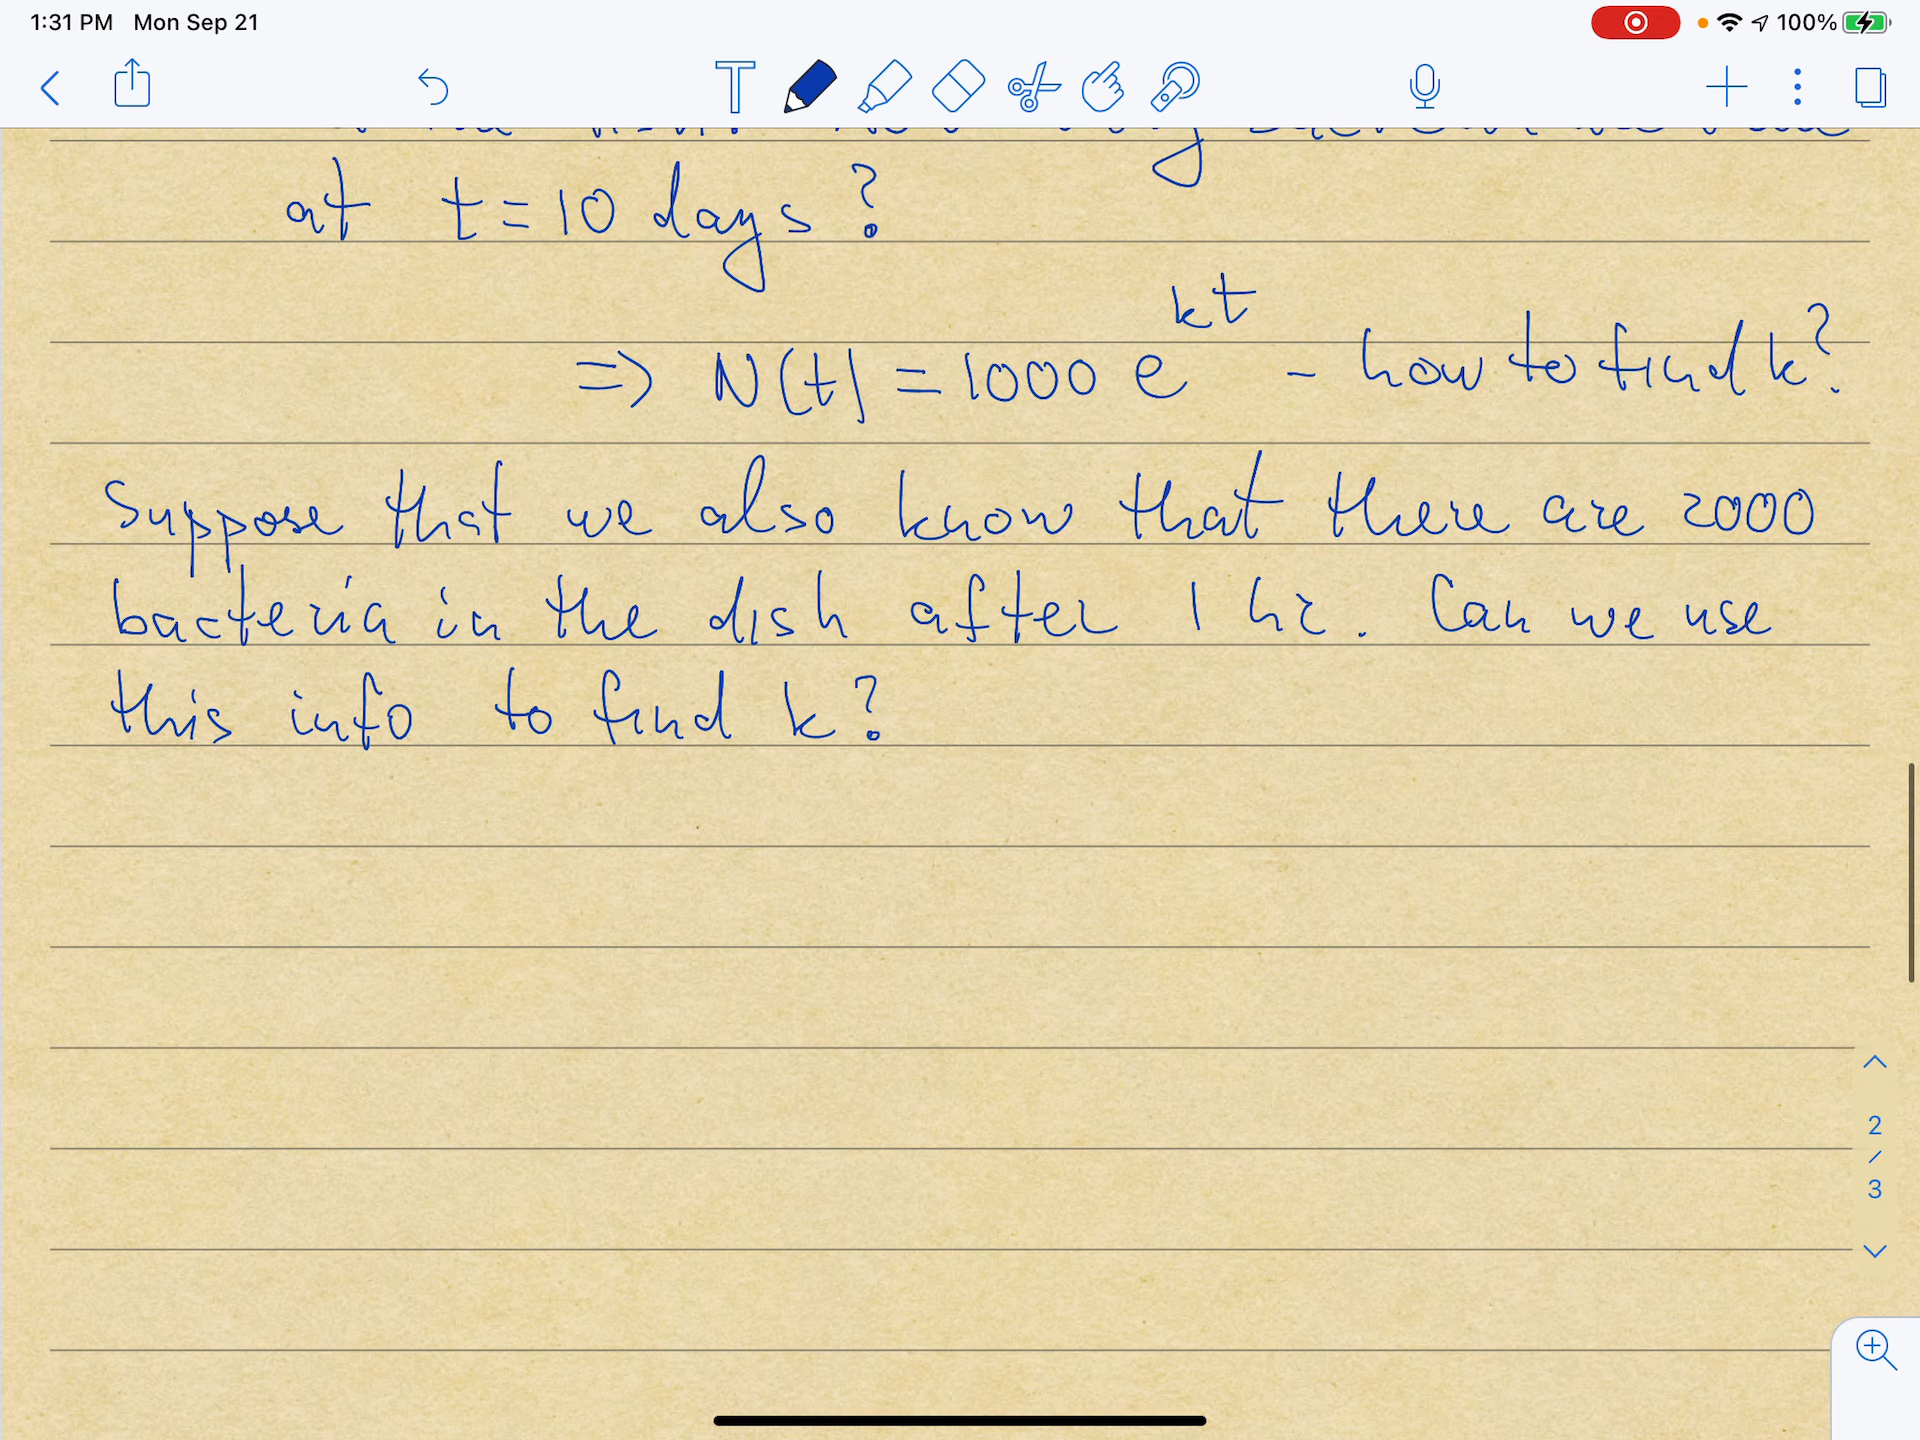 1:31 PM Mon Sep 21
100%
T
at t=10 days?
kt
=> N(t) = 1000 e - how to find k?
Suppose that we also know that there are 2000
bacteria in the dish after 1 hr. Can we use
this info to find k?
2
/
3